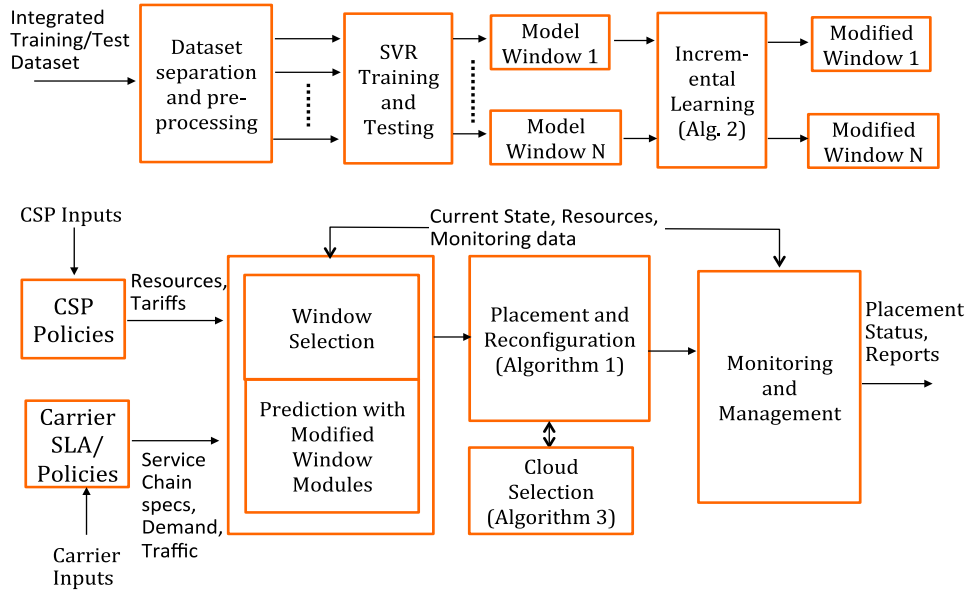 Integrated
Training/Test
Dataset
Dataset
separation
and pre-
processing
SVR
Training
and
Testing
Model
Window 1
Model
Window N
Increm-
ental
Learning
(Alg. 2)
Modified
Window 1
Modified
Window N
CSP Inputs
CSP
Policies
Resources,
Tariffs
Carrier
SLA/
Policies
Service
Chain
specs,
Demand,
Traffic
Carrier
Inputs
Current State, Resources,
Monitoring data
Window
Selection
Prediction with
Modified
Window
Modules
Placement and
Reconfiguration
(Algorithm 1)
Cloud
Selection
(Algorithm 3)
Monitoring
and
Management
Placement
Status,
Reports